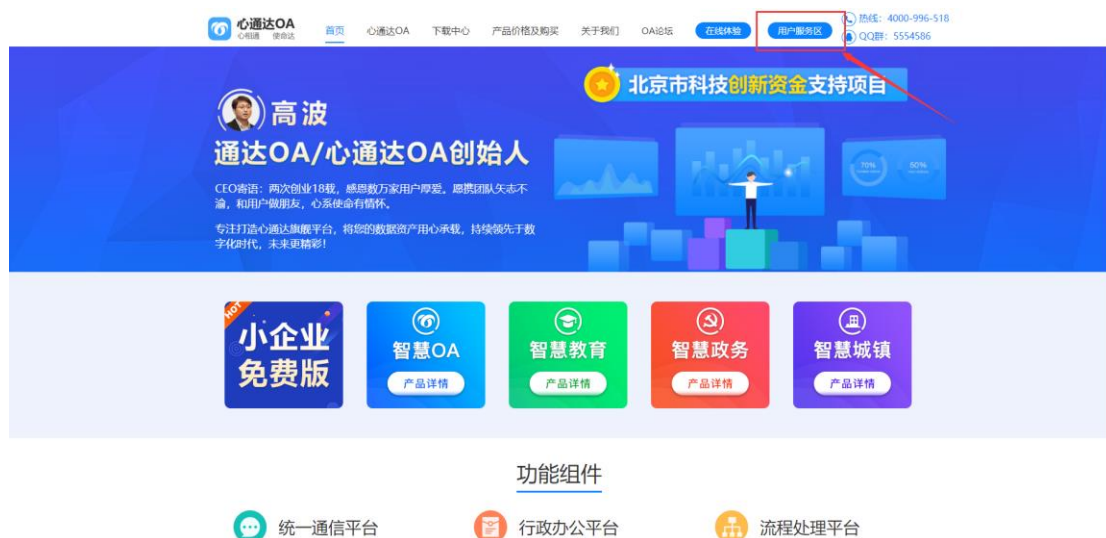 心通达OA
心相通 使命达
首页 心通达OA 下载中心 产品价格及购买 关于我们 OA论坛 在线体验 用户服务区
热线：4000-996-518
QQ群：5554586
北京市科技创新资金支持项目
高波
通达OA/心通达OA创始人
CEO寄语：两次创业18载，感恩数万家用户厚爱。愿携团队矢志不
渝，和用户做朋友，心系使命有情怀。
专注打造心通达旗舰平台，将您的数据资产用心承载，持续领先于数
字化时代，未来更精彩！
70%
50%
HOT
小企业
免费版
智慧OA
产品详情
智慧教育
产品详情
智慧政务
产品详情
智慧城镇
产品详情
功能组件
统一通信平台 行政办公平台 流程处理平台